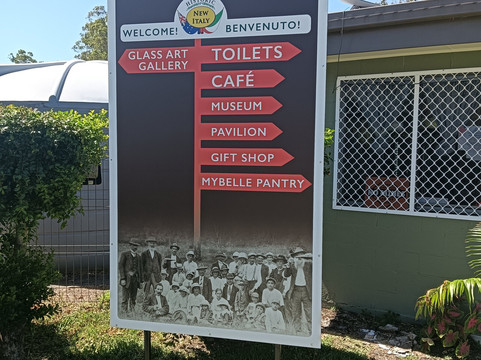 HISTORIC
New Italy
WELCOME! BENVENUTO!
GLASS ART
GALLERY
TOILETS
CAFÉ
MUSEUM
PAVILION
GIFT SHOP
MYBELLE PANTRY